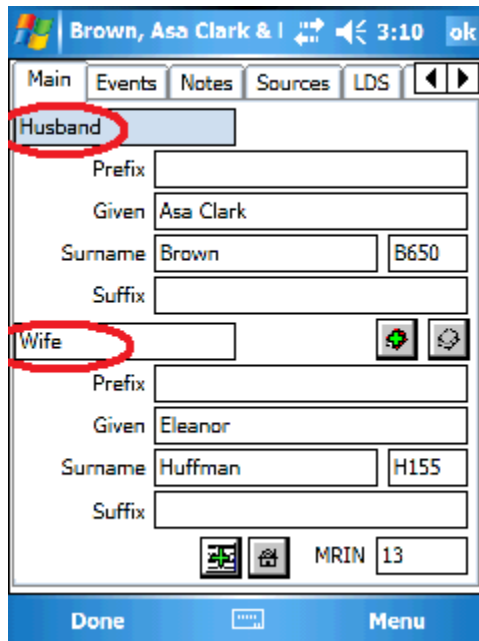 Brown, Asa Clark & 3:10 ok
Main Events Notes Sources LDS
Husband
Prefix
Given Asa Clark
Surname Brown B650
Suffix
Wife
Prefix
Given Eleanor
Surname Huffman H155
Suffix
MRIN 13
Done Menu